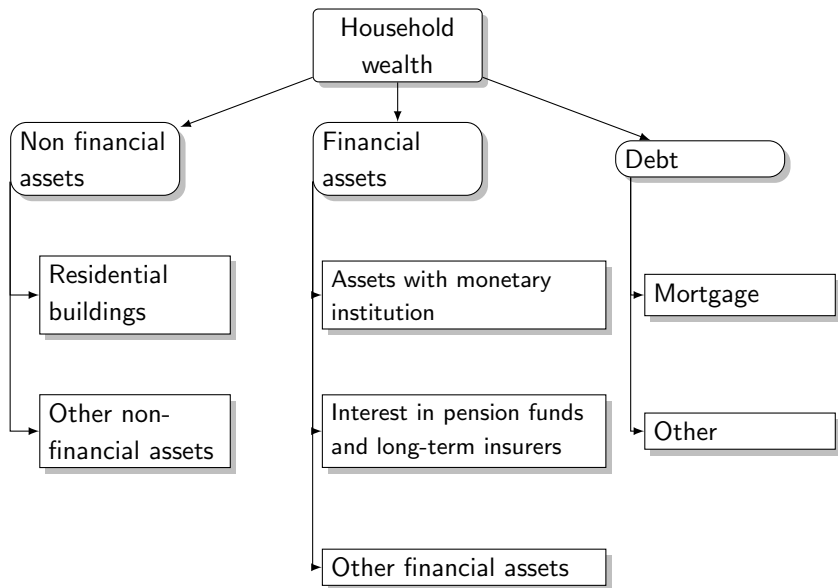 Household
wealth
Non financial
assets
Financial
assets
Debt
Residential
buildings
Assets with monetary
institution
Mortgage
Other non-
financial assets
Interest in pension funds
and long-term insurers
Other
Other financial assets